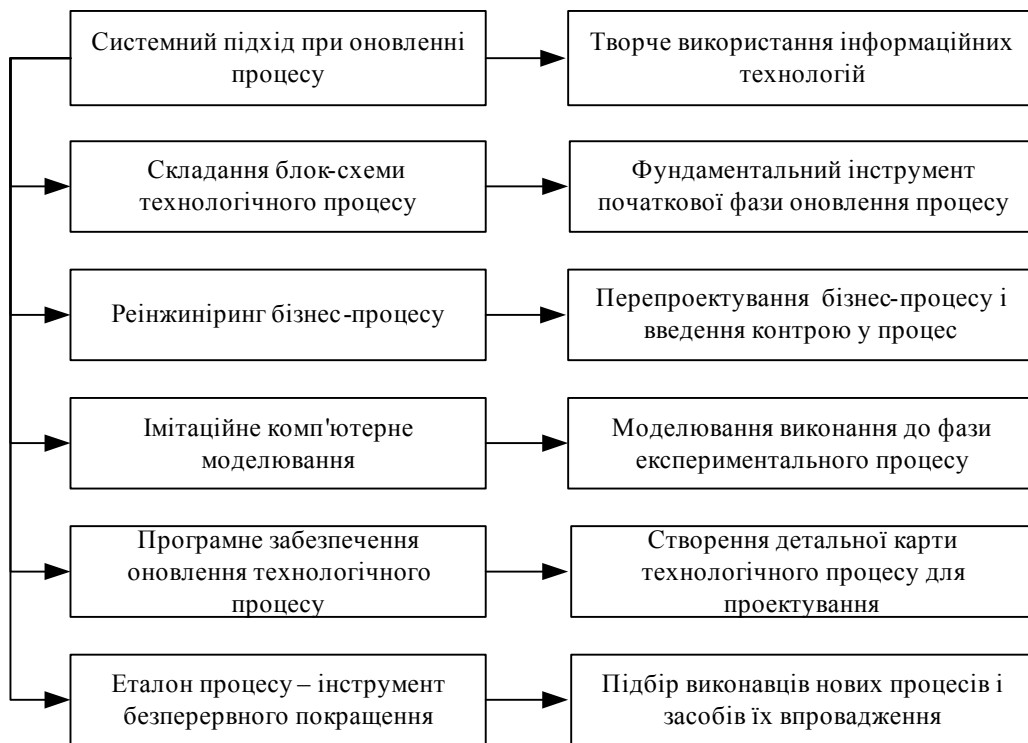 Системний підхід при оновленні
процесу
Творче використання інформаційних
технологій
Складання блок-схеми
технологічного процесу
Фундаментальний інструмент
початкової фази оновлення процесу
Реінжиніринг бізнес-процесу
Перепроектування бізнес-процесу і
введення контрою у процес
Імітаційне комп'ютерне
моделювання
Моделювання виконання до фази
експериментального процесу
Програмне забезпечення
оновлення технологічного
процесу
Створення детальної карти
технологічного процесу для
проектування
Еталон процесу – інструмент
безперервного покращення
Підбір виконавців нових процесів і
засобів їх впровадження